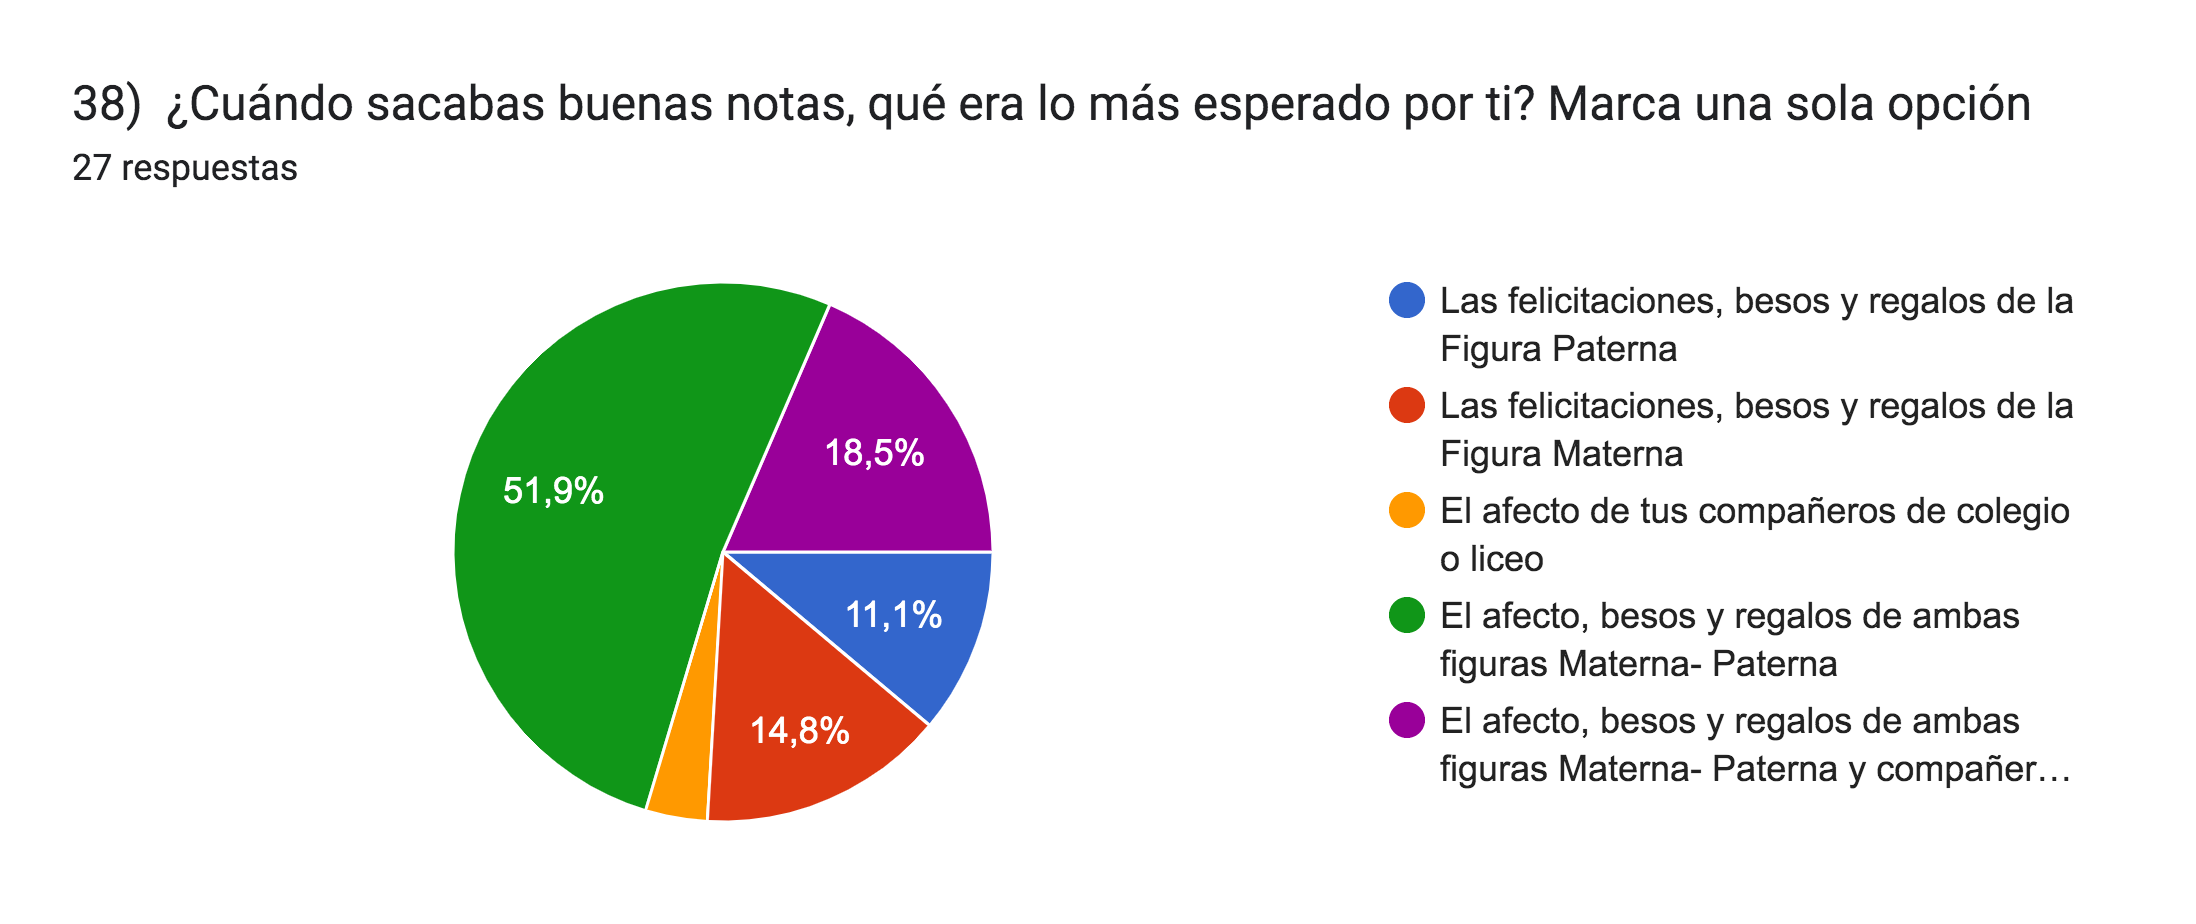 38)  ¿Cuándo sacabas buenas notas, qué era lo más esperado por ti? Marca una sola opción
27 respuestas
51,9%
18,5%
11,1%
14,8%
Las felicitaciones, besos y regalos de la
Figura Paterna
Las felicitaciones, besos y regalos de la
Figura Materna
El afecto de tus compañeros de colegio
o liceo
El afecto, besos y regalos de ambas
figuras Materna- Paterna
El afecto, besos y regalos de ambas
figuras Materna- Paterna y compañer…